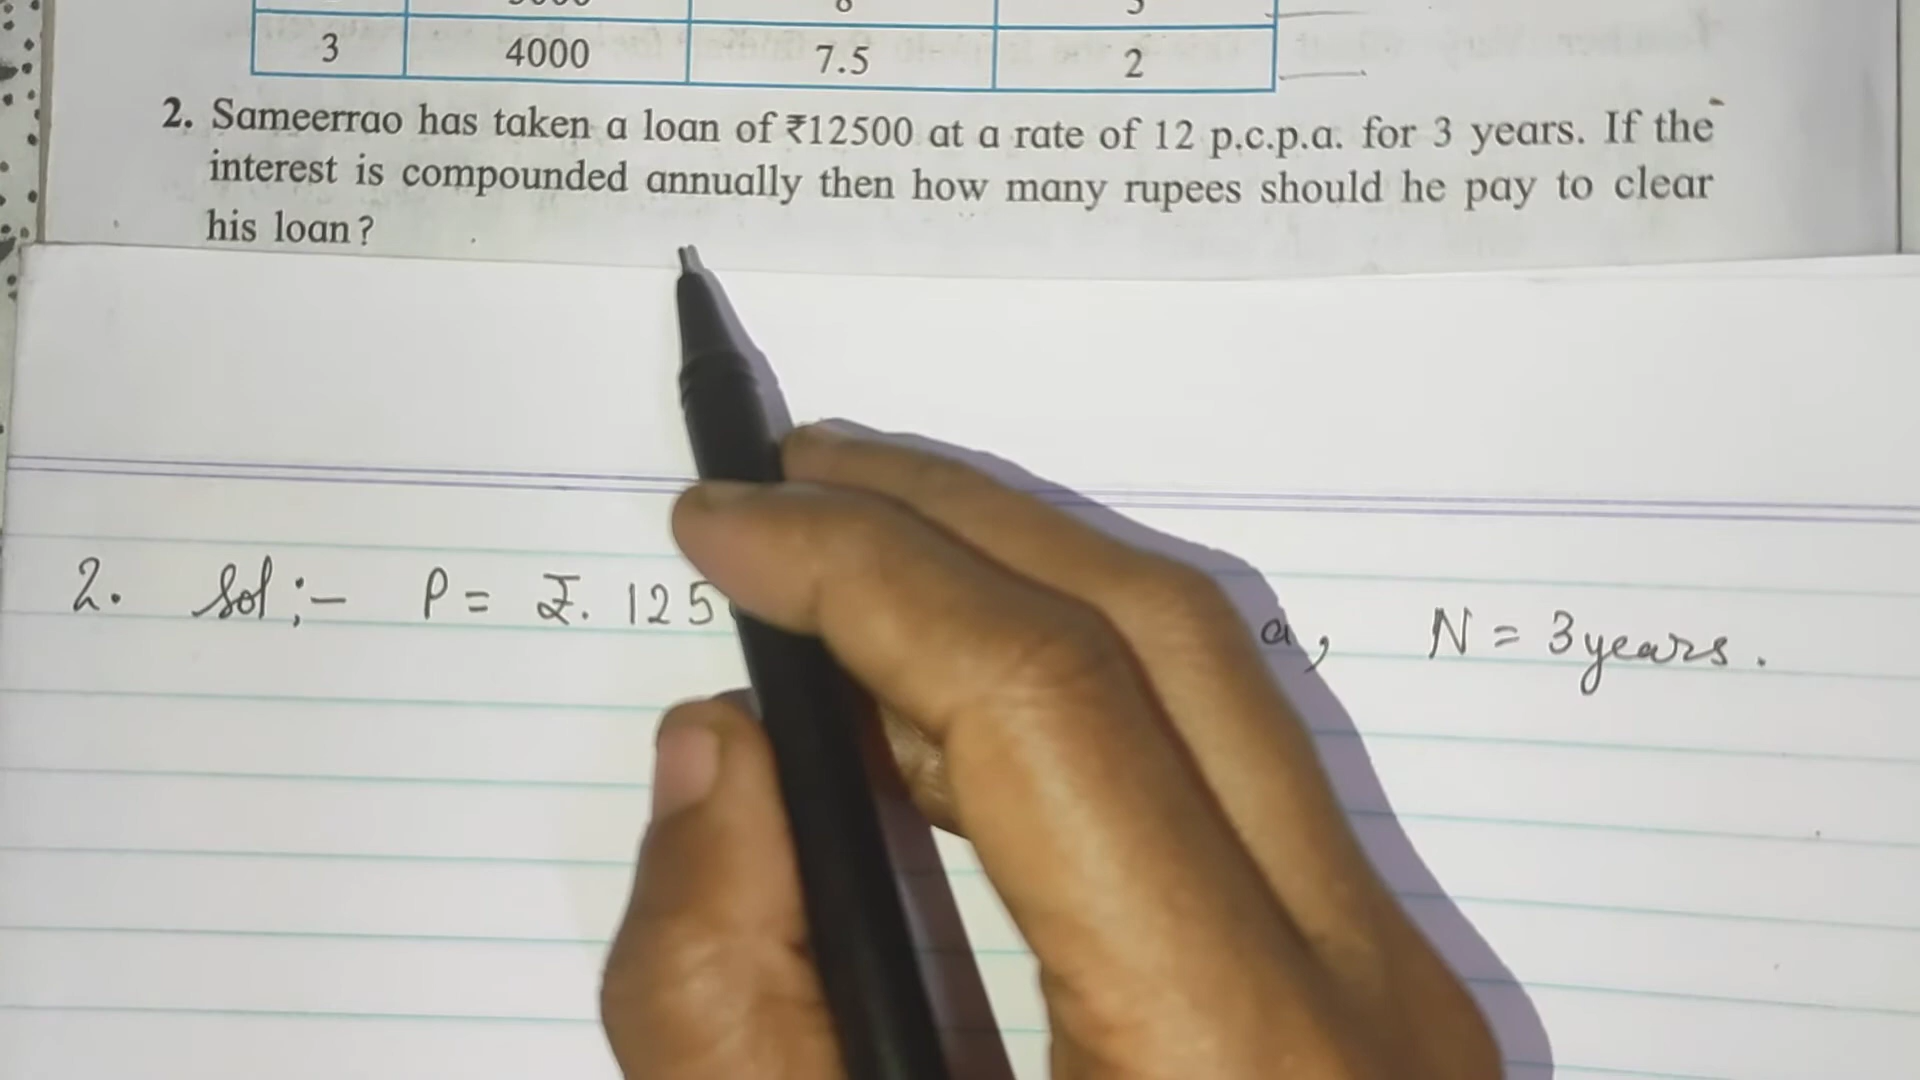 3 4000 7.5 2
2. Sameerrao has taken a loan of ₹12500 at a rate of 12 p.c.p.a. for 3 years. If the
interest is compounded annually then how many rupees should he pay to clear
his loan?
2. Sol:- P = ₹. 125 a, N = 3 years.